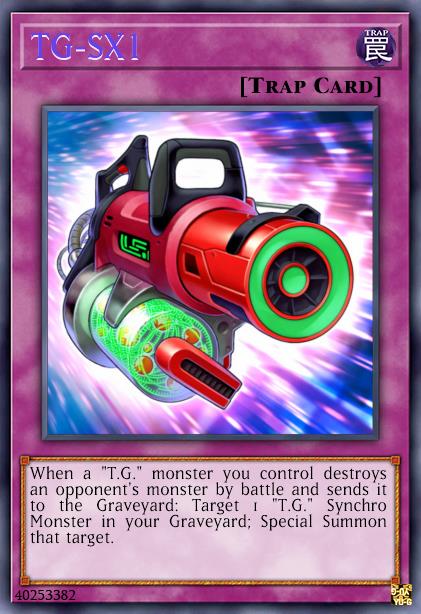 TG-SX1
TRAP
罠
[TRAP CARD]
When a "T.G." monster you control destroys
an opponent's monster by battle and sends it
to the Graveyard: Target 1 "T.G." Synchro
Monster in your Graveyard; Special Summon
that target.
40253382